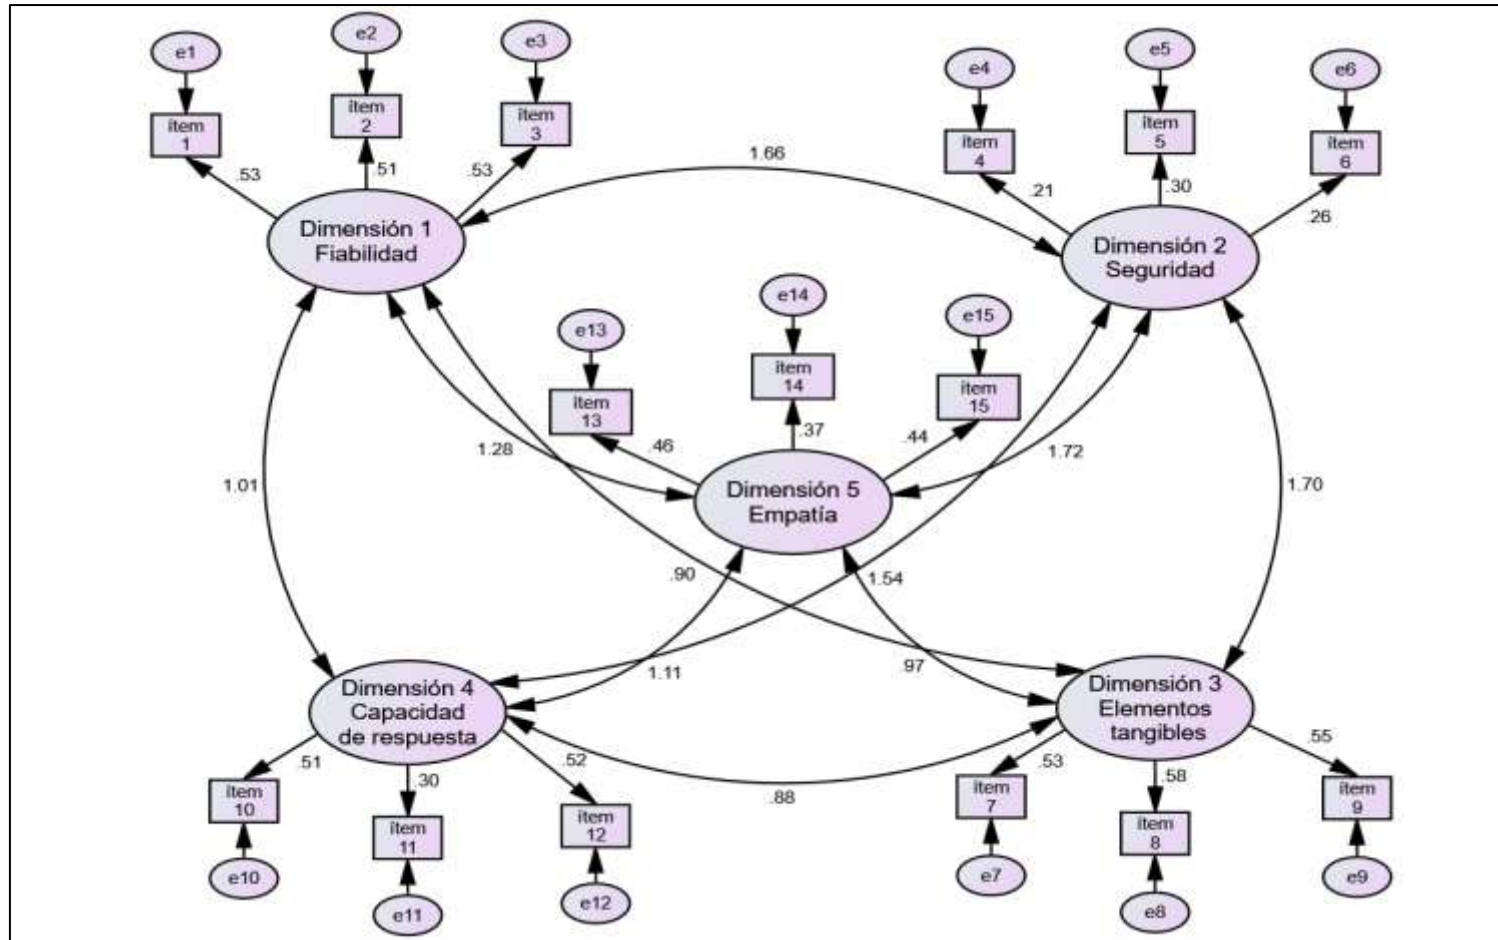 e1
e2
e3
e4
e5
e6
ítem
1
ítem
2
ítem
3
ítem
4
ítem
5
ítem
6
.53
.51
.53
1.66
.21
.30
.26
Dimensión 1
Fiabilidad
Dimensión 2
Seguridad
e13
e14
e15
ítem
13
ítem
14
ítem
15
.46
.37
.44
1.28
1.72
1.01
1.70
Dimensión 5
Empatía
.90
1.54
1.11
.97
Dimensión 4
Capacidad
de respuesta
Dimensión 3
Elementos
tangibles
.51
.30
.52
.88
.53
.58
.55
ítem
10
ítem
11
ítem
12
ítem
7
ítem
8
ítem
9
e10
e11
e12
e7
e8
e9